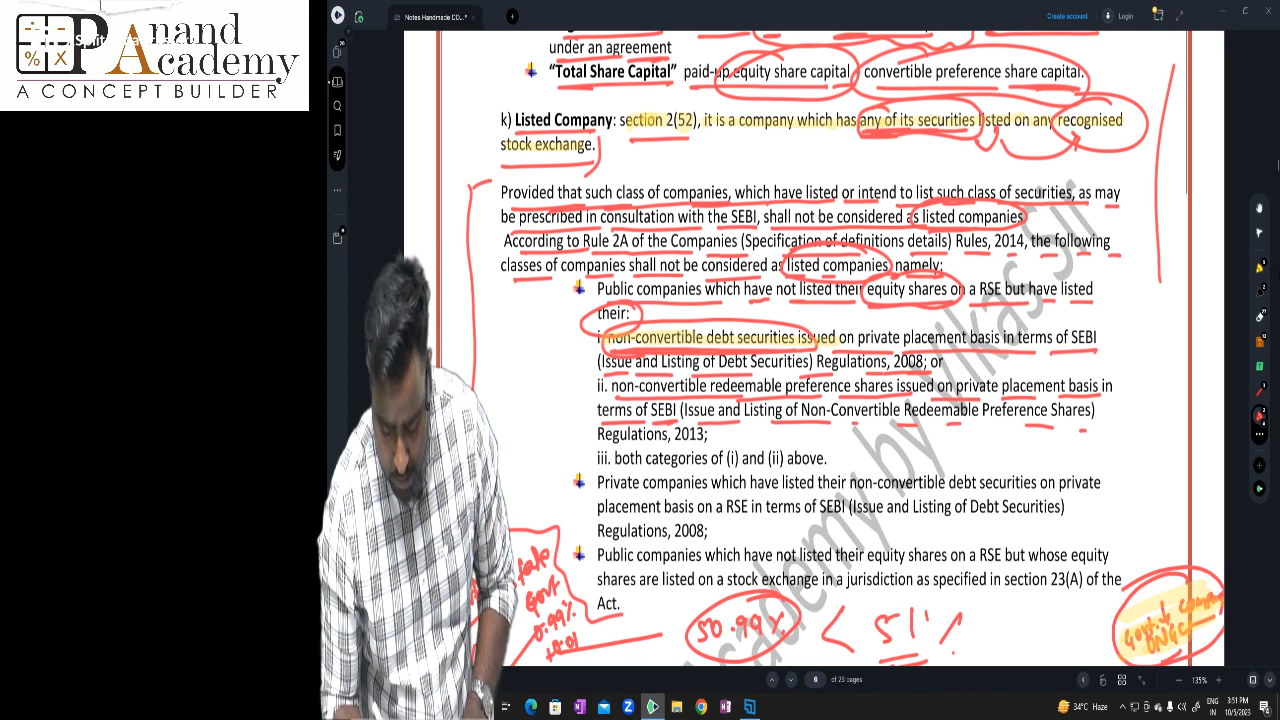 Anand
Academy
A CONCEPT BUILDER
Notes Handmade CO...*
Create account
Login
under an agreement
“Total Share Capital” paid-up equity share capital convertible preference share capital.
k) Listed Company: section 2(52), it is a company which has any of its securities listed on any recognised
stock exchange.
Provided that such class of companies, which have listed or intend to list such class of securities, as may
be prescribed in consultation with the SEBI, shall not be considered as listed companies
According to Rule 2A of the Companies (Specification of definitions details) Rules, 2014, the following
classes of companies shall not be considered as listed companies namely:
Public companies which have not listed their equity shares on a RSE but have listed
their:
i. non-convertible debt securities issued on private placement basis in terms of SEBI
(Issue and Listing of Debt Securities) Regulations, 2008; or
ii. non-convertible redeemable preference shares issued on private placement basis in
terms of SEBI (Issue and Listing of Non-Convertible Redeemable Preference Shares)
Regulations, 2013;
iii. both categories of (i) and (ii) above.
Private companies which have listed their non-convertible debt securities on private
placement basis on a RSE in terms of SEBI (Issue and Listing of Debt Securities)
Regulations, 2008;
Public companies which have not listed their equity shares on a RSE but whose equity
shares are listed on a stock exchange in a jurisdiction as specified in section 23(A) of the
Act.
Academy by Vikas Sir
Govt
0.99%
50.99% < 51%
6 of 26 pages
135%
34°C Haze
ENG
IN
3:51 PM
10/5/2023